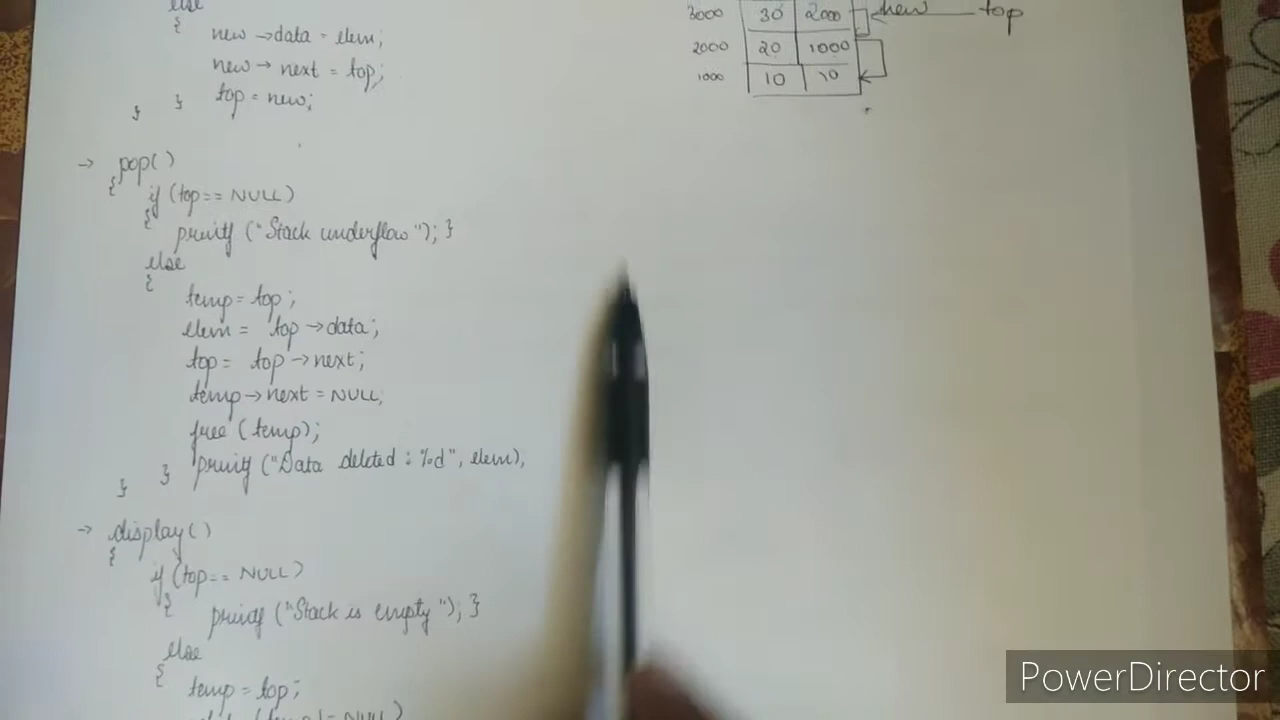 else
{
new →data = elem;
new → next = top;
} } top = new;
3000 30 2000 new top
2000 20 1000
1000 10 10
→ pop()
{
if (top == NULL)
{
printf ("Stack underflow"); }
else
{
temp = top;
elem = top →data;
top = top →next;
temp →next = NULL;
free (temp);
} } printf ("Data deleted : %d", elem),
→ display()
{
if (top == NULL)
{ printf ("Stack is empty"); }
else
{
temp = top;
NULL)
PowerDirector